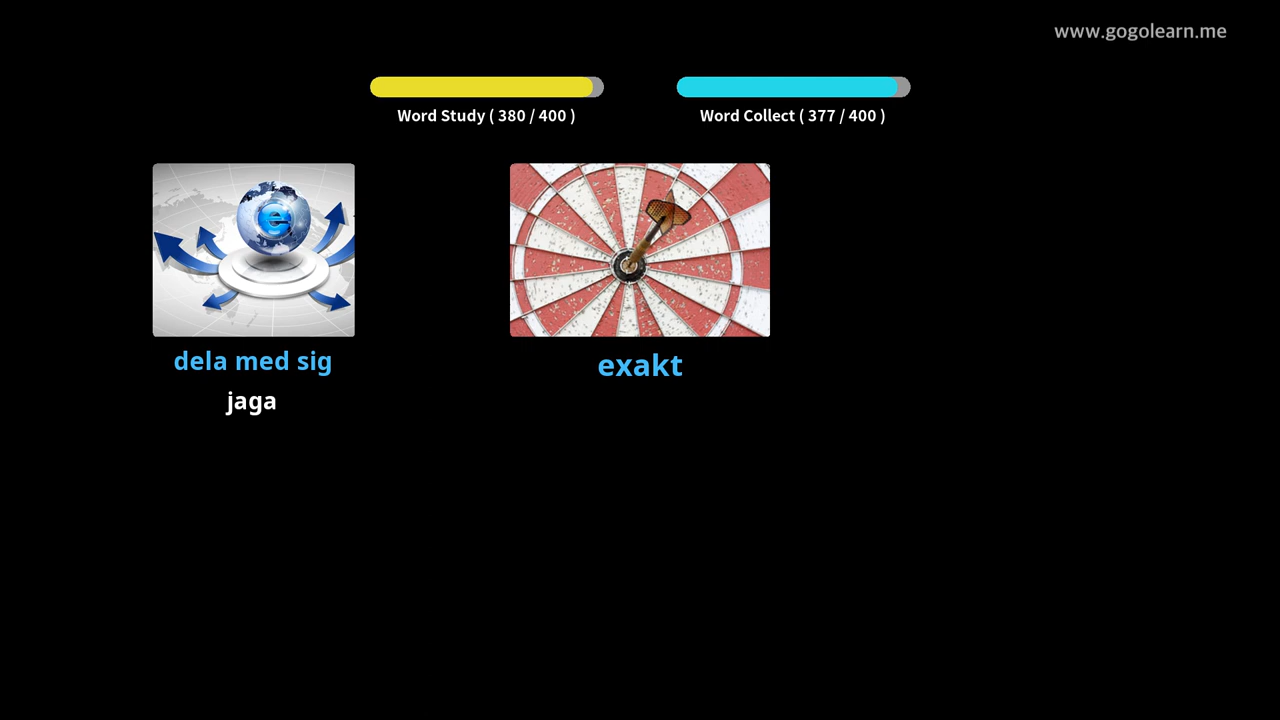 www.gogolearn.me
Word Study ( 380 / 400 )
Word Collect ( 377 / 400 )
e
dela med sig
jaga
exakt